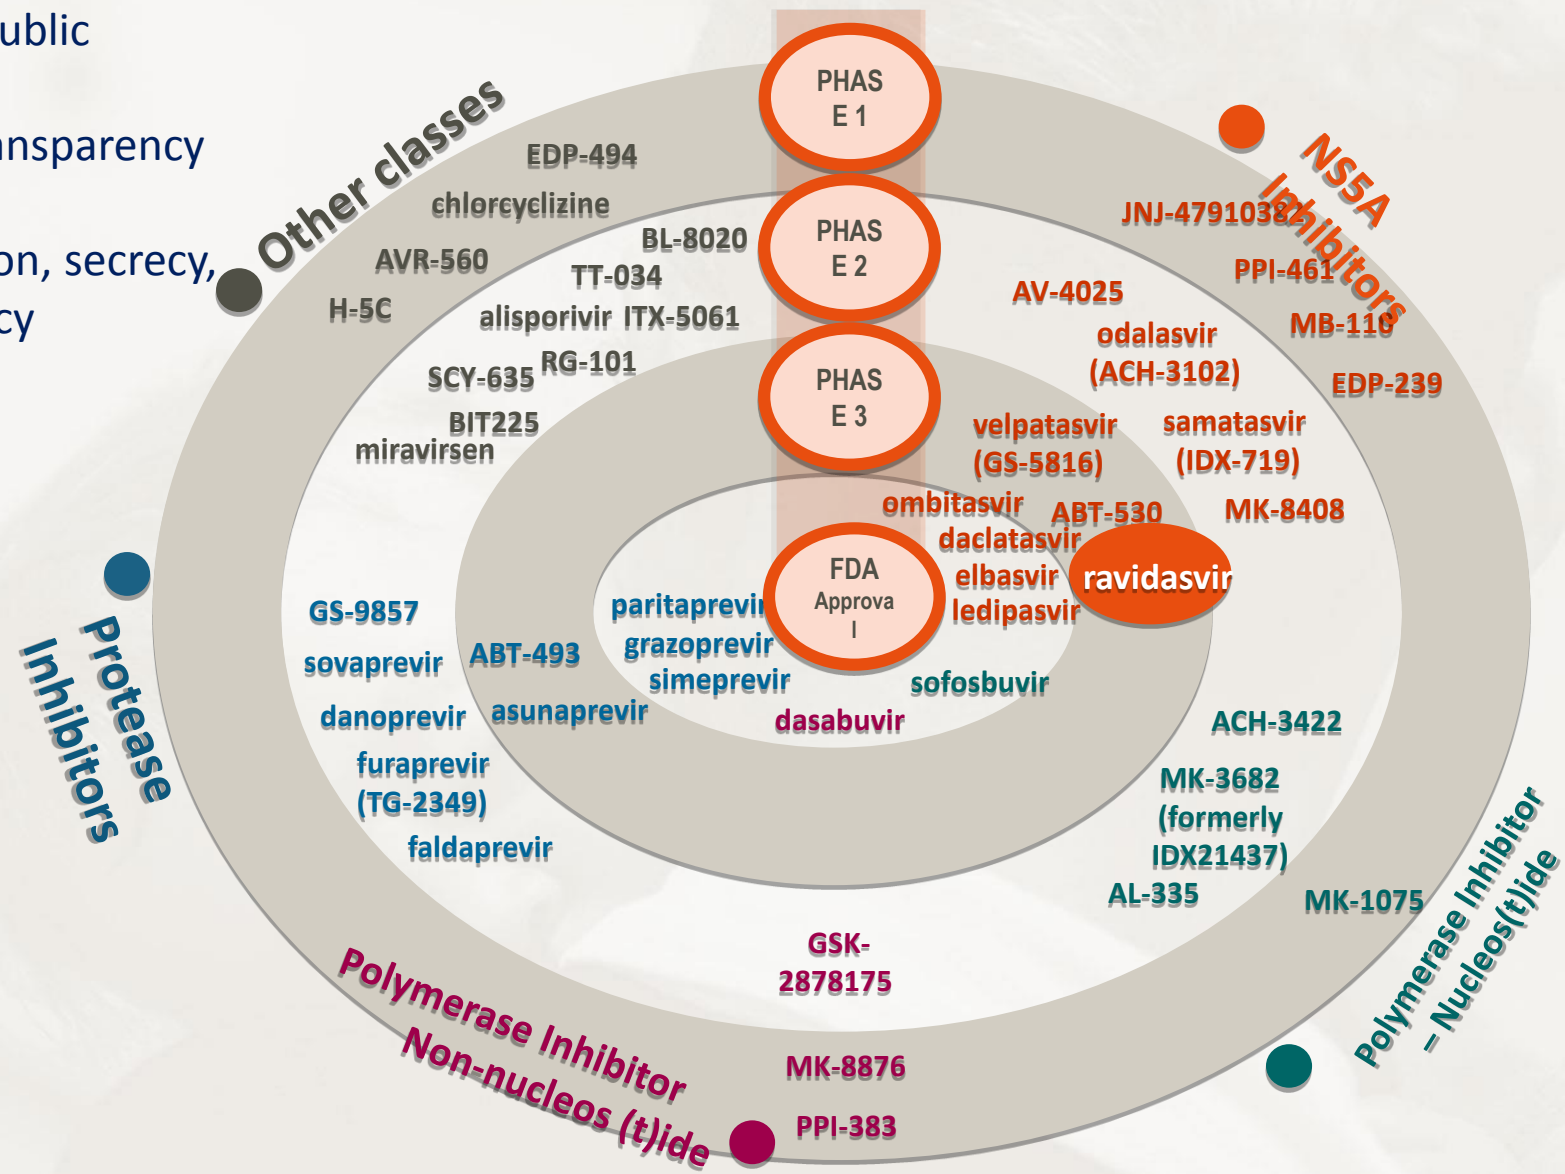 ublic
nsparency
on, secrecy,
cy
PHAS
E 1
PHAS
E 2
PHAS
E 3
FDA
Approva
l
Other classes
EDP-494
chlorcyclizine
AVR-560
H-5C
BL-8020
TT-034
alisporivir ITX-5061
RG-101
SCY-635
BIT225
miravirsen
NS5A
Inhibitors
JNJ-47910382
PPI-461
MB-110
EDP-239
AV-4025
odalasvir
(ACH-3102)
velpatasvir
(GS-5816)
samatasvir
(IDX-719)
MK-8408
ombitasvir
ABT-530
daclatasvir
elbasvir
ledipasvir
ravidasvir
Protease
Inhibitors
GS-9857
sovaprevir
danoprevir
furaprevir
(TG-2349)
faldaprevir
ABT-493
asunaprevir
paritaprevir
grazoprevir
simeprevir
sofosbuvir
dasabuvir
ACH-3422
MK-3682
(formerly
IDX21437)
AL-335
MK-1075
Polymerase Inhibitor
– Nucleos(t)ide
GSK-
2878175
MK-8876
PPI-383
Polymerase Inhibitor
Non-nucleos (t)ide